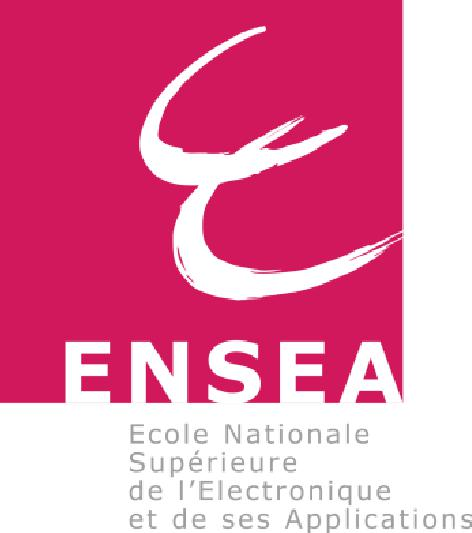 ENSEA
Ecole Nationale
Supérieure
de l'Electronique
et de ses Applications